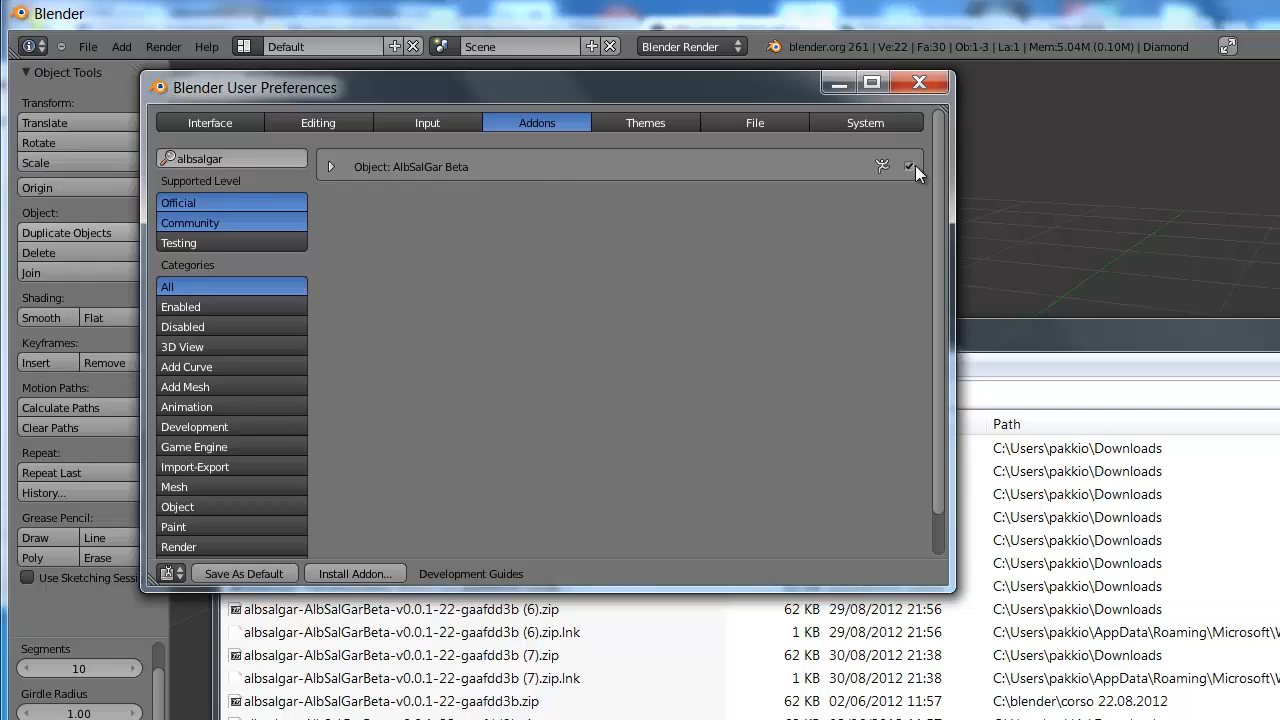 Blender
File Add Render Help Default Scene Blender Render blender.org 261 | Ve:22 | Fa:30 | Ob:1-3 | La:1 | Mem:5.04M (0.10M) | Diamond
Object Tools
Transform:
Translate
Rotate
Scale
Origin
Object:
Duplicate Objects
Delete
Join
Shading:
Smooth Flat
Keyframes:
Insert Remove
Motion Paths:
Calculate Paths
Clear Paths
Repeat:
Repeat Last
History...
Grease Pencil:
Draw Line
Poly Erase
Use Sketching Sessi
Segments
10
Girdle Radius
1.00
Blender User Preferences
Interface Editing Input Addons Themes File System
albsalgar
Object: AlbSalGar Beta
Supported Level
Official
Community
Testing
Categories
All
Enabled
Disabled
3D View
Add Curve
Add Mesh
Animation
Development
Game Engine
Import-Export
Mesh
Object
Paint
Render
Save As Default Install Addon... Development Guides
Path
C:\Users\pakkio\Downloads
C:\Users\pakkio\Downloads
C:\Users\pakkio\Downloads
C:\Users\pakkio\Downloads
C:\Users\pakkio\Downloads
C:\Users\pakkio\Downloads
C:\Users\pakkio\Downloads
albsalgar-AlbSalGarBeta-v0.0.1-22-gaafdd3b (6).zip 62 KB 29/08/2012 21:56 C:\Users\pakkio\Downloads
albsalgar-AlbSalGarBeta-v0.0.1-22-gaafdd3b (6).zip.lnk 1 KB 29/08/2012 21:56 C:\Users\pakkio\AppData\Roaming\Microsoft\W
albsalgar-AlbSalGarBeta-v0.0.1-22-gaafdd3b (7).zip 62 KB 30/08/2012 21:38 C:\Users\pakkio\Downloads
albsalgar-AlbSalGarBeta-v0.0.1-22-gaafdd3b (7).zip.lnk 1 KB 30/08/2012 21:38 C:\Users\pakkio\AppData\Roaming\Microsoft\W
albsalgar-AlbSalGarBeta-v0.0.1-22-gaafdd3b.zip 62 KB 02/06/2012 11:57 C:\blender\corso 22.08.2012